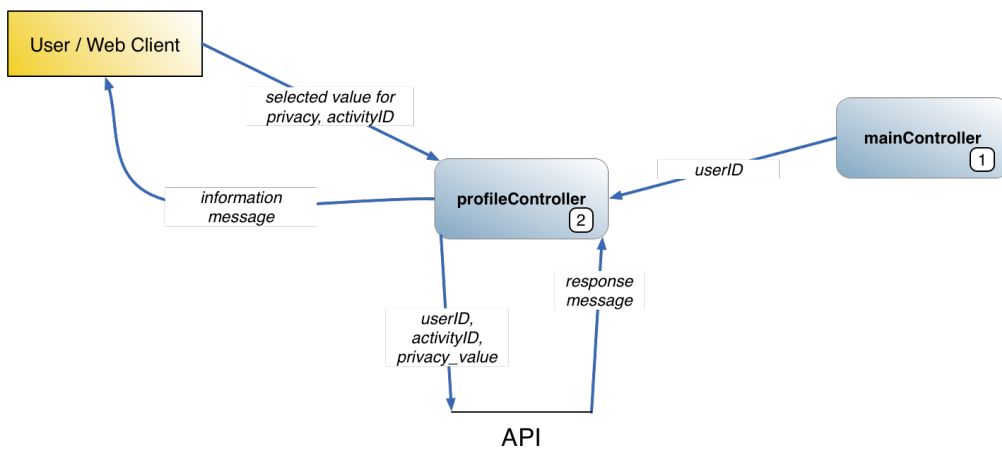 User / Web Client
selected value for
privacy, activityID
mainController
1
userID
profileController
2
information
message
response
message
userID,
activityID,
privacy_value
API